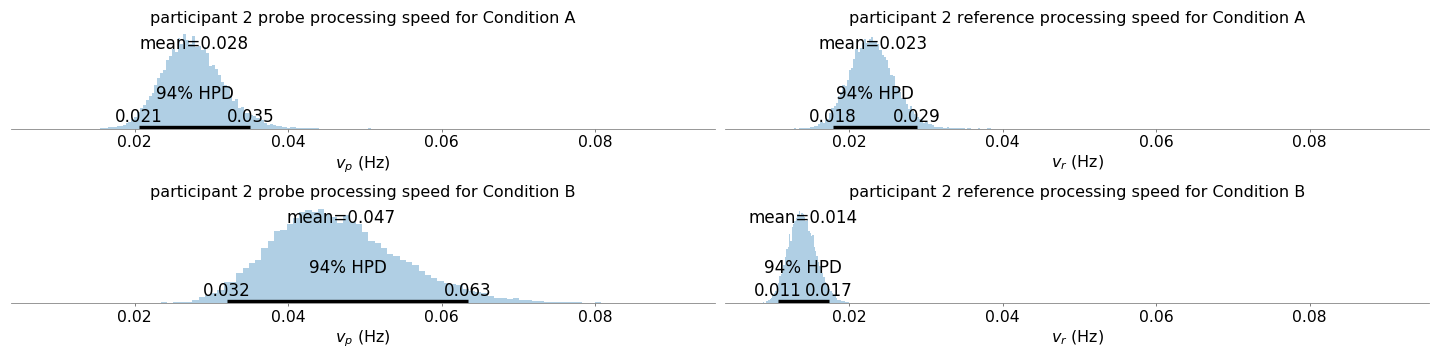 participant 2 probe processing speed for Condition A
mean=0.028
94% HPD
0.021 0.035
0.02 0.04 0.06 0.08
v_p (Hz)
participant 2 reference processing speed for Condition A
mean=0.023
94% HPD
0.018 0.029
0.02 0.04 0.06 0.08
v_r (Hz)
participant 2 probe processing speed for Condition B
mean=0.047
94% HPD
0.032 0.063
0.02 0.04 0.06 0.08
v_p (Hz)
participant 2 reference processing speed for Condition B
mean=0.014
94% HPD
0.011 0.017
0.02 0.04 0.06 0.08
v_r (Hz)